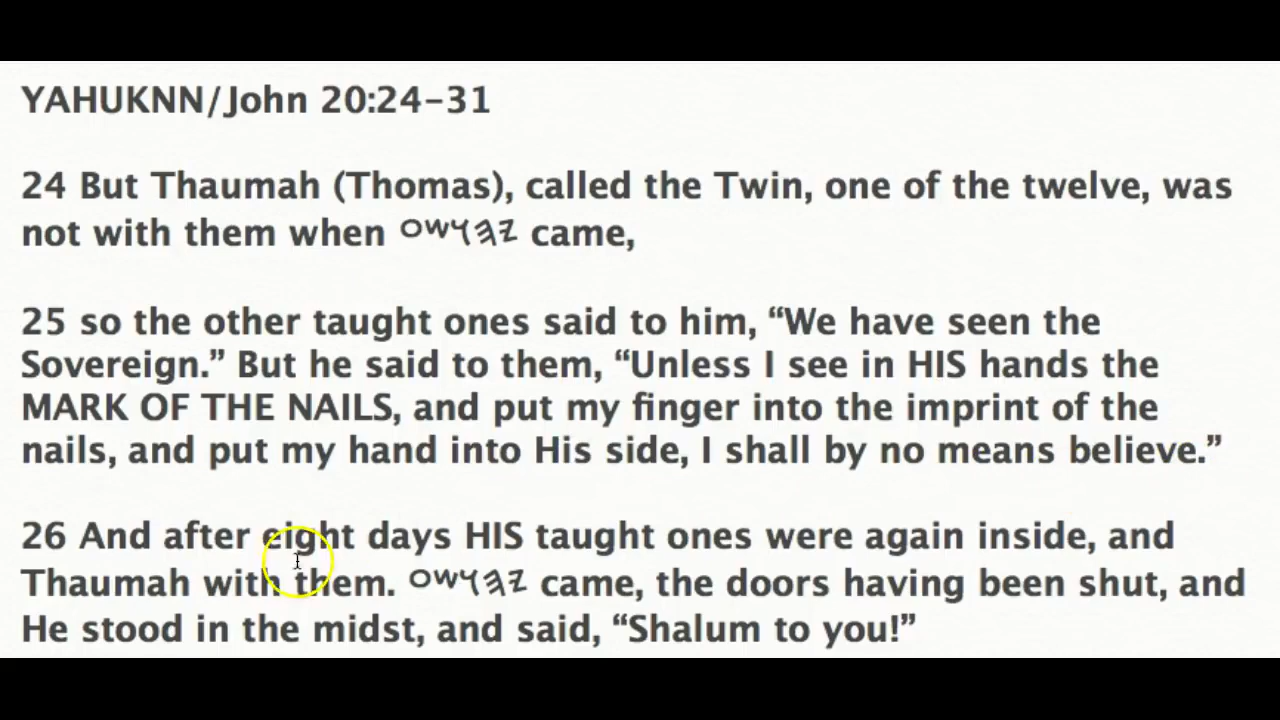 YAHUKNN/John 20:24-31
24 But Thaumah (Thomas), called the Twin, one of the twelve, was
not with them when 𐤉𐤄𐤅𐤔𐤏 came,
25 so the other taught ones said to him, “We have seen the
Sovereign.” But he said to them, “Unless I see in HIS hands the
MARK OF THE NAILS, and put my finger into the imprint of the
nails, and put my hand into His side, I shall by no means believe.”
26 And after eight days HIS taught ones were again inside, and
Thaumah with them. 𐤉𐤄𐤅𐤔𐤏 came, the doors having been shut, and
He stood in the midst, and said, “Shalum to you!”